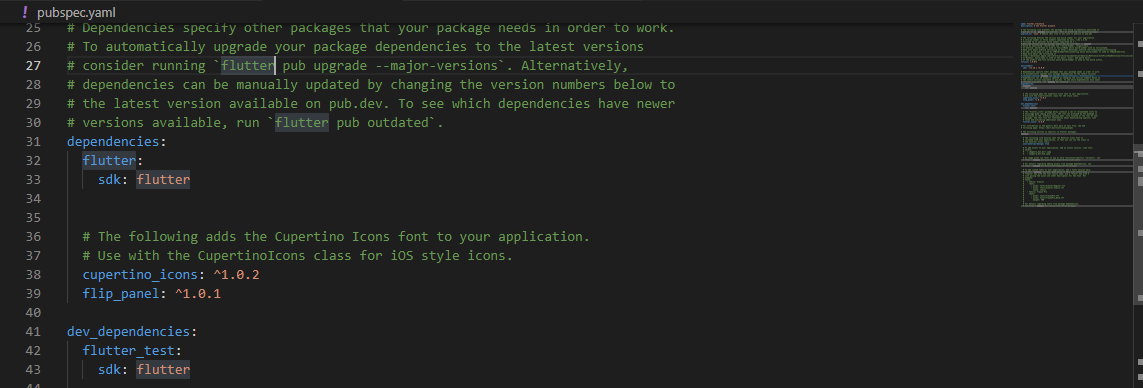 ! pubspec.yaml
25 # Dependencies specify other packages that your package needs in order to work.
26 # To automatically upgrade your package dependencies to the latest versions
27 # consider running `flutter pub upgrade --major-versions`. Alternatively,
28 # dependencies can be manually updated by changing the version numbers below to
29 # the latest version available on pub.dev. To see which dependencies have newer
30 # versions available, run `flutter pub outdated`.
31 dependencies:
32   flutter:
33     sdk: flutter
34
35
36   # The following adds the Cupertino Icons font to your application.
37   # Use with the CupertinoIcons class for iOS style icons.
38   cupertino_icons: ^1.0.2
39   flip_panel: ^1.0.1
40
41 dev_dependencies:
42   flutter_test:
43     sdk: flutter
44